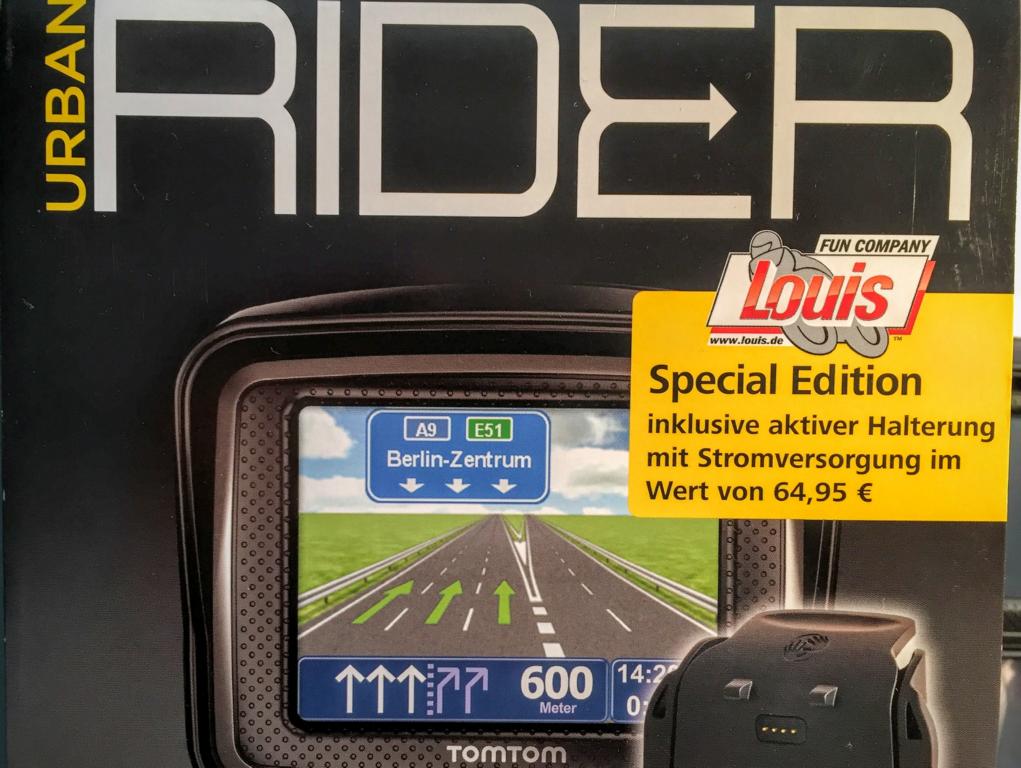 URBAN
RIDER
FUN COMPANY
Louis
www.louis.de
TM
Special Edition
inklusive aktiver Halterung
mit Stromversorgung im
Wert von 64,95 €
A9 E51
Berlin-Zentrum
600
Meter
TOMTOM